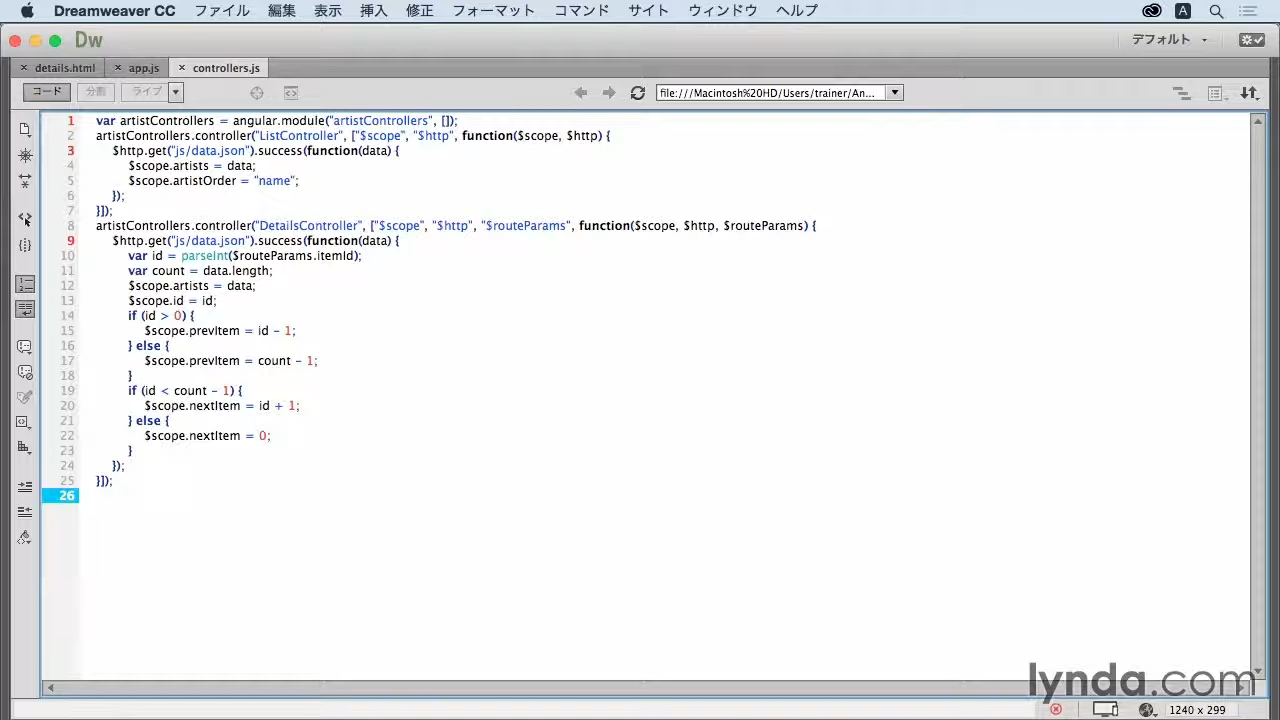 Dreamweaver CC ファイル 編集 表示 挿入 修正 フォーマット コマンド サイト ウィンドウ ヘルプ A
Dw デフォルト
× details.html × app.js × controllers.js
コード 分割 ライブ file:///Macintosh%20HD/Users/trainer/An...
1 var artistControllers = angular.module("artistControllers", []);
2 artistControllers.controller("ListController", ["$scope", "$http", function($scope, $http) {
3 $http.get("js/data.json").success(function(data) {
4 $scope.artists = data;
5 $scope.artistOrder = "name";
6 });
7 }]);
8 artistControllers.controller("DetailsController", ["$scope", "$http", "$routeParams", function($scope, $http, $routeParams) {
9 $http.get("js/data.json").success(function(data) {
10 var id = parseInt($routeParams.itemId);
11 var count = data.length;
12 $scope.artists = data;
13 $scope.id = id;
14 if (id > 0) {
15 $scope.prevItem = id - 1;
16 } else {
17 $scope.prevItem = count - 1;
18 }
19 if (id < count - 1) {
20 $scope.nextItem = id + 1;
21 } else {
22 $scope.nextItem = 0;
23 }
24 });
25 }]);
26
lynda.com
1240 x 299